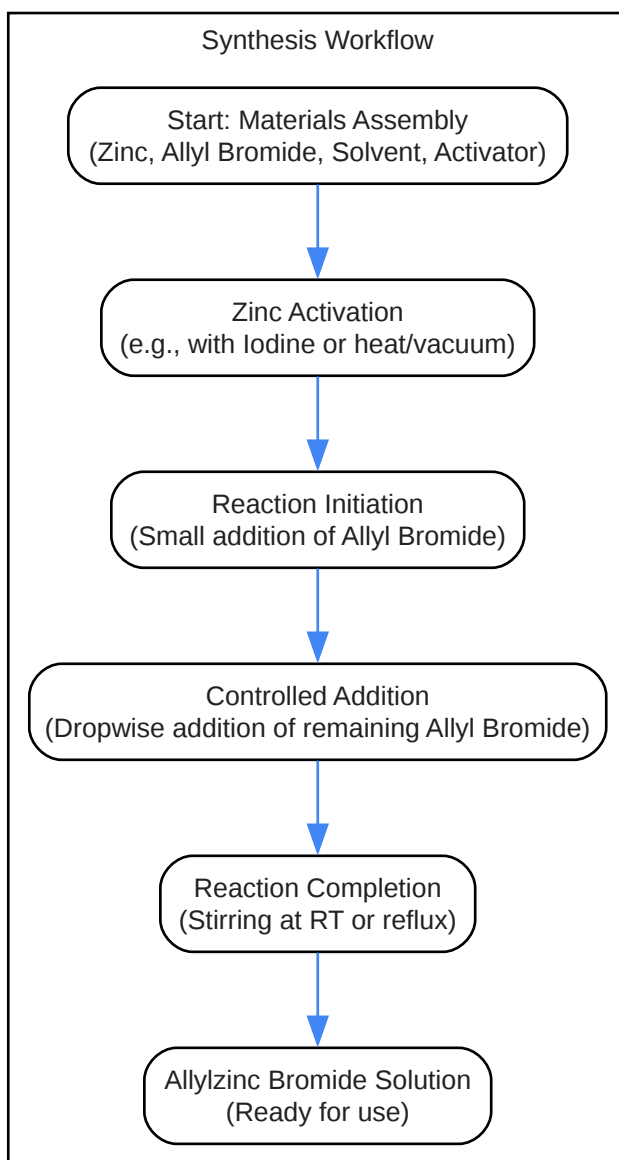 Synthesis Workflow
Start: Materials Assembly
(Zinc, Allyl Bromide, Solvent, Activator)
Zinc Activation
(e.g., with Iodine or heat/vacuum)
Reaction Initiation
(Small addition of Allyl Bromide)
Controlled Addition
(Dropwise addition of remaining Allyl Bromide)
Reaction Completion
(Stirring at RT or reflux)
Allylzinc Bromide Solution
(Ready for use)